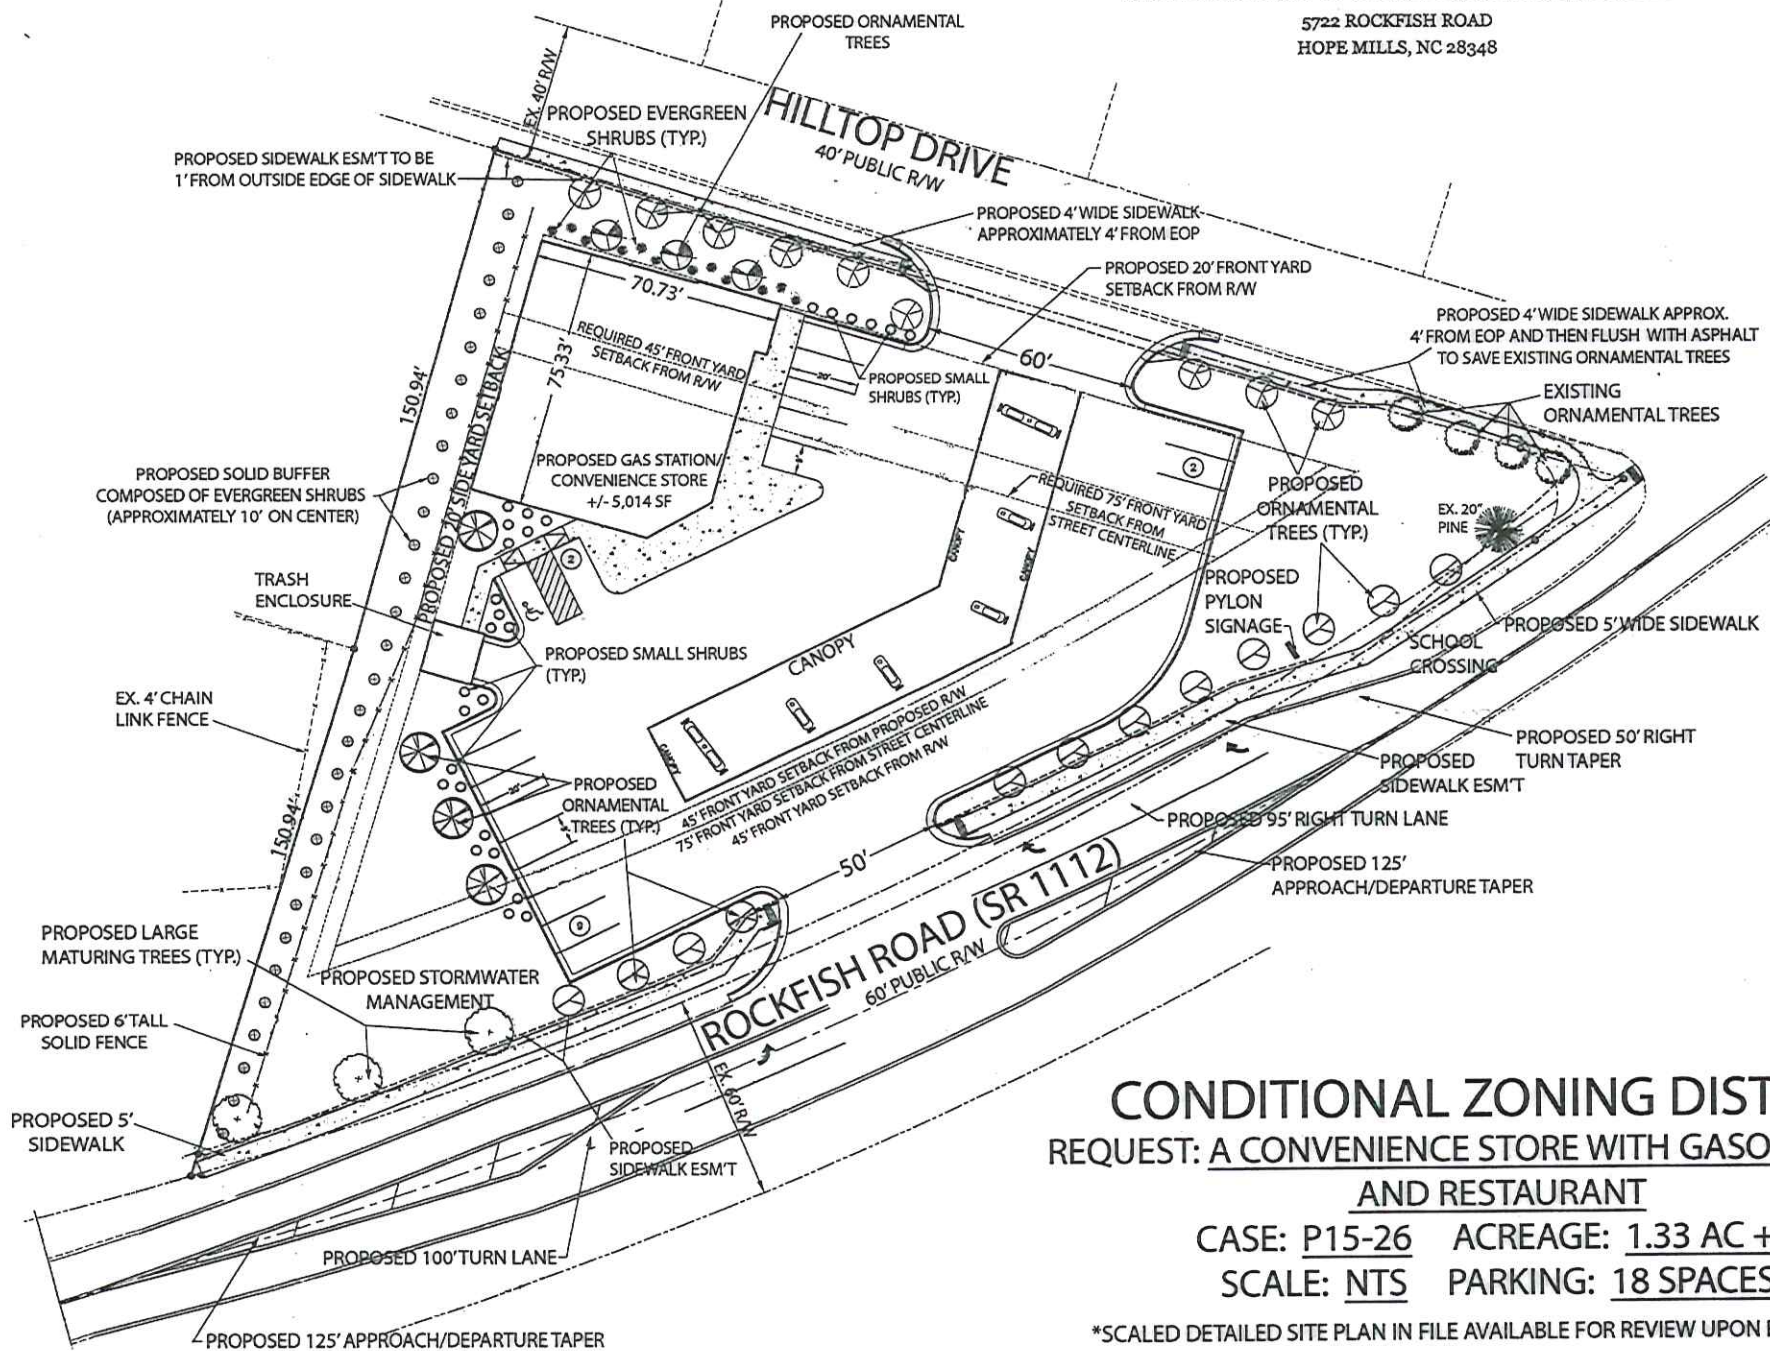 5722 ROCKFISH ROAD
HOPE MILLS, NC 28348
PROPOSED ORNAMENTAL
TREES
EX. 40' R/W
HILLTOP DRIVE
40' PUBLIC R/W
PROPOSED EVERGREEN
SHRUBS (TYP.)
PROPOSED SIDEWALK ESM'T TO BE
1' FROM OUTSIDE EDGE OF SIDEWALK
PROPOSED 4' WIDE SIDEWALK
APPROXIMATELY 4' FROM EOP
PROPOSED 20' FRONT YARD
SETBACK FROM R/W
PROPOSED 4' WIDE SIDEWALK APPROX.
4' FROM EOP AND THEN FLUSH WITH ASPHALT
TO SAVE EXISTING ORNAMENTAL TREES
EXISTING
ORNAMENTAL TREES
70.73'
75.33'
60'
150.94'
REQUIRED 45' FRONT YARD
SETBACK FROM R/W
20'
PROPOSED SMALL
SHRUBS (TYP.)
PROPOSED 20' SIDE YARD SETBACK
PROPOSED SOLID BUFFER
COMPOSED OF EVERGREEN SHRUBS
(APPROXIMATELY 10' ON CENTER)
PROPOSED GAS STATION/
CONVENIENCE STORE
+/- 5,014 SF
2
2
REQUIRED 75' FRONT YARD
SETBACK FROM
STREET CENTERLINE
PROPOSED
ORNAMENTAL
TREES (TYP.)
EX. 20"
PINE
CANOPY
CANOPY
TRASH
ENCLOSURE
PROPOSED
PYLON
SIGNAGE
PROPOSED 5' WIDE SIDEWALK
SCHOOL
CROSSING
PROPOSED SMALL SHRUBS
(TYP.)
CANOPY
EX. 4' CHAIN
LINK FENCE
CANOPY
45' FRONT YARD SETBACK FROM PROPOSED R/W
75' FRONT YARD SETBACK FROM STREET CENTERLINE
45' FRONT YARD SETBACK FROM R/W
PROPOSED 50' RIGHT
TURN TAPER
PROPOSED
SIDEWALK ESM'T
20'
PROPOSED
ORNAMENTAL
TREES (TYP.)
150.94'
PROPOSED 95' RIGHT TURN LANE
50'
PROPOSED 125'
APPROACH/DEPARTURE TAPER
9
ROCKFISH ROAD (SR 1112)
60' PUBLIC R/W
PROPOSED LARGE
MATURING TREES (TYP.)
PROPOSED STORMWATER
MANAGEMENT
PROPOSED 6' TALL
SOLID FENCE
EX. 60' R/W
PROPOSED 5'
SIDEWALK
PROPOSED
SIDEWALK ESM'T
PROPOSED 100' TURN LANE
PROPOSED 125' APPROACH/DEPARTURE TAPER
CONDITIONAL ZONING DIST
REQUEST: A CONVENIENCE STORE WITH GASO
AND RESTAURANT
CASE: P15-26 ACREAGE: 1.33 AC +
SCALE: NTS PARKING: 18 SPACES
*SCALED DETAILED SITE PLAN IN FILE AVAILABLE FOR REVIEW UPON